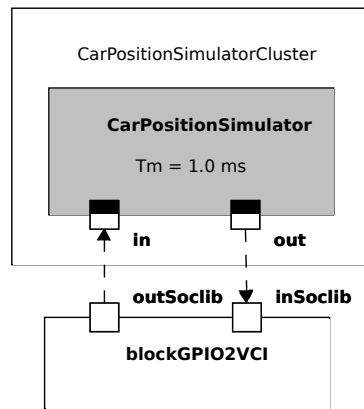 CarPositionSimulatorCluster
CarPositionSimulator
Tm = 1.0 ms
in
out
outSoclib
inSoclib
blockGPIO2VCI